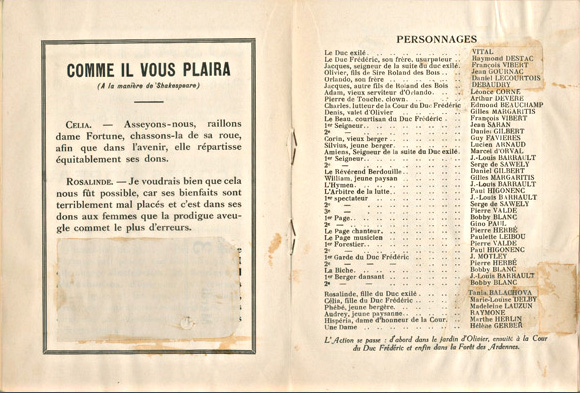 COMME IL VOUS PLAIRA
(A la manière de Shakespeare)
CELIA. — Asseyons-nous, raillons
dame Fortune, chassons-la de sa roue,
afin que dans l'avenir, elle répartisse
équitablement ses dons.
ROSALINDE. — Je voudrais bien que cela
nous fût possible, car ses bienfaits sont
terriblement mal placés et c'est dans ses
dons aux femmes que la prodigue aveu-
gle commet le plus d'erreurs.
PERSONNAGES
Le Duc exilé. VITAL
Le Duc Frédéric, son frère, usurpateur. Raymond DESTAC
Jacques, seigneur de la suite du duc exilé. François VIBERT
Olivier, fils de Sire Roland des Bois. Jean GOURNAC
Orlando, son frère Daniel LECOURTOIS
Jacques, autre fils de Roland des Bois DEBAUDRY
Adam, vieux serviteur d'Orlando. Léonce CORNE
Pierre de Touche, clown. Arthur DEVÈRE
Charles, lutteur de la Cour du Duc Frédéric Edmond BEAUCHAMP
Denis, valet d'Olivier Gilles MARGARITIS
Le Beau, courtisan du Duc Frédéric François VIBERT
1er Seigneur. Jean SARAN
2e — Daniel GILBERT
Corin, vieux berger Guy FAVIERES
Silvius, jeune berger. Lucien ARNAUD
Amiens, Seigneur de la suite du Duc exilé. Marcel d'ORVAL
1er Seigneur. J.-Louis BARRAULT
2e — Serge de SAWELY
Le Révérend Berdouille. Daniel GILBERT
William, jeune paysan Gilles MARGARITIS
L'Hymen. J.-Louis BARRAULT
L'Arbitre de la lutte. Paul HIGONENC
1er spectateur J.-Louis BARRAULT
2e — Serge de SAWELY
3e — Pierre VALDE
1er Page. Bobby BLANC
2e — Gino PAUL
Le Page chanteur. Pierre HERBÉ
Le Page musicien Paulette LEIBOU
1er Forestier. Pierre VALDE
2e — Paul HIGONENC
1er Garde du Duc Frédéric J. MOTLEY
2e — Pierre HERBÉ
La Biche. Bobby BLANC
1er Berger dansant J.-Louis BARRAULT
2e — Bobby BLANC
Rosalinde, fille du Duc exilé Tania BALACHOVA
Célia, fille du Duc Frédéric Marie-Louise DELBY
Phébé, jeune bergère. Madeleine LAUZUN
Audrey, jeune paysanne. RAYMONE
Hispéria, dame d'honneur de la Cour. Marthe HERLIN
Une Dame Hélène GERBER
L'Action se passe : d'abord dans le jardin d'Olivier, ensuite à la Cour
du Duc Frédéric et enfin dans la Forêt des Ardennes.